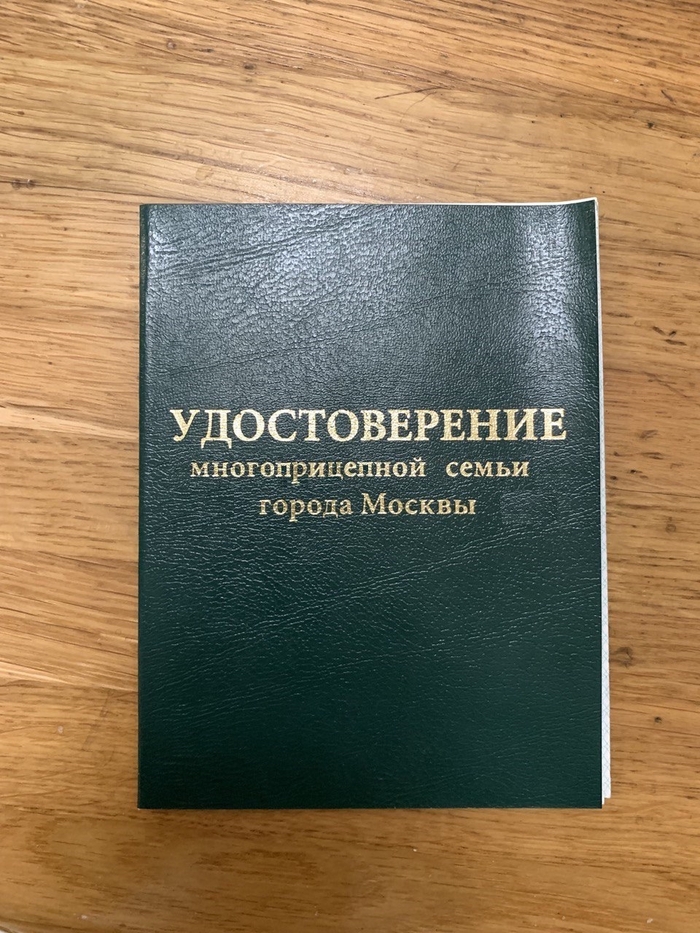 УДОСТОВЕРЕНИЕ
многоприцепной семьи
города Москвы